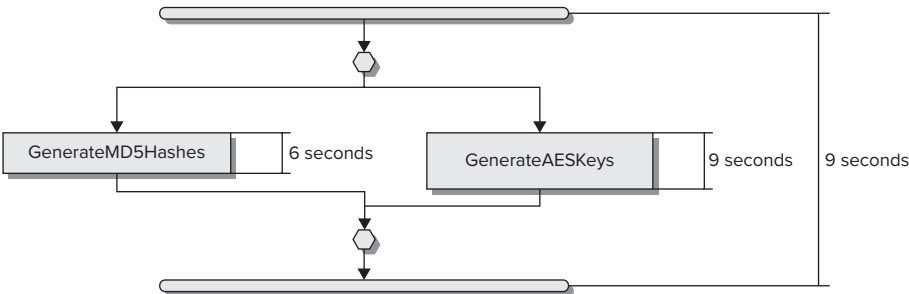 GenerateMD5Hashes
6 seconds
GenerateAESKeys
9 seconds
9 seconds